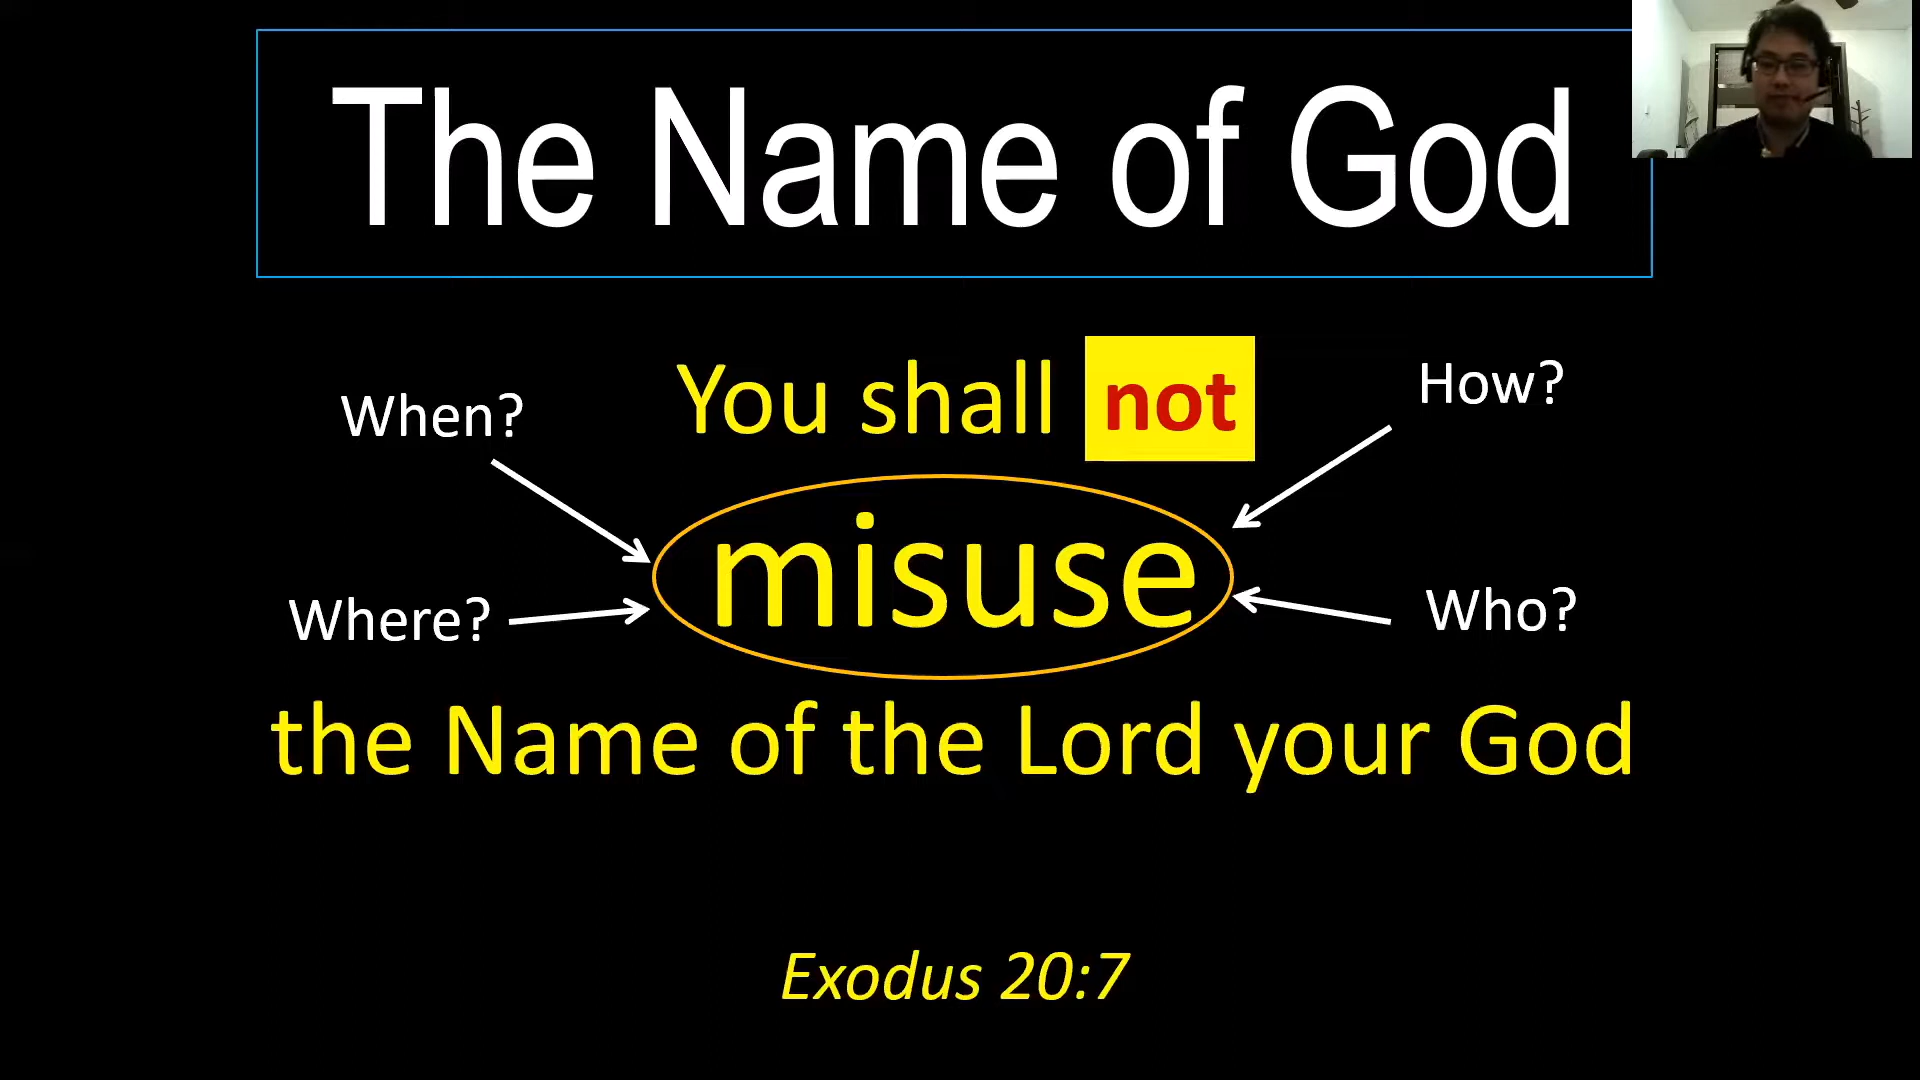 The Name of God
You shall not
When?
How?
misuse
Where?
Who?
the Name of the Lord your God
Exodus 20:7